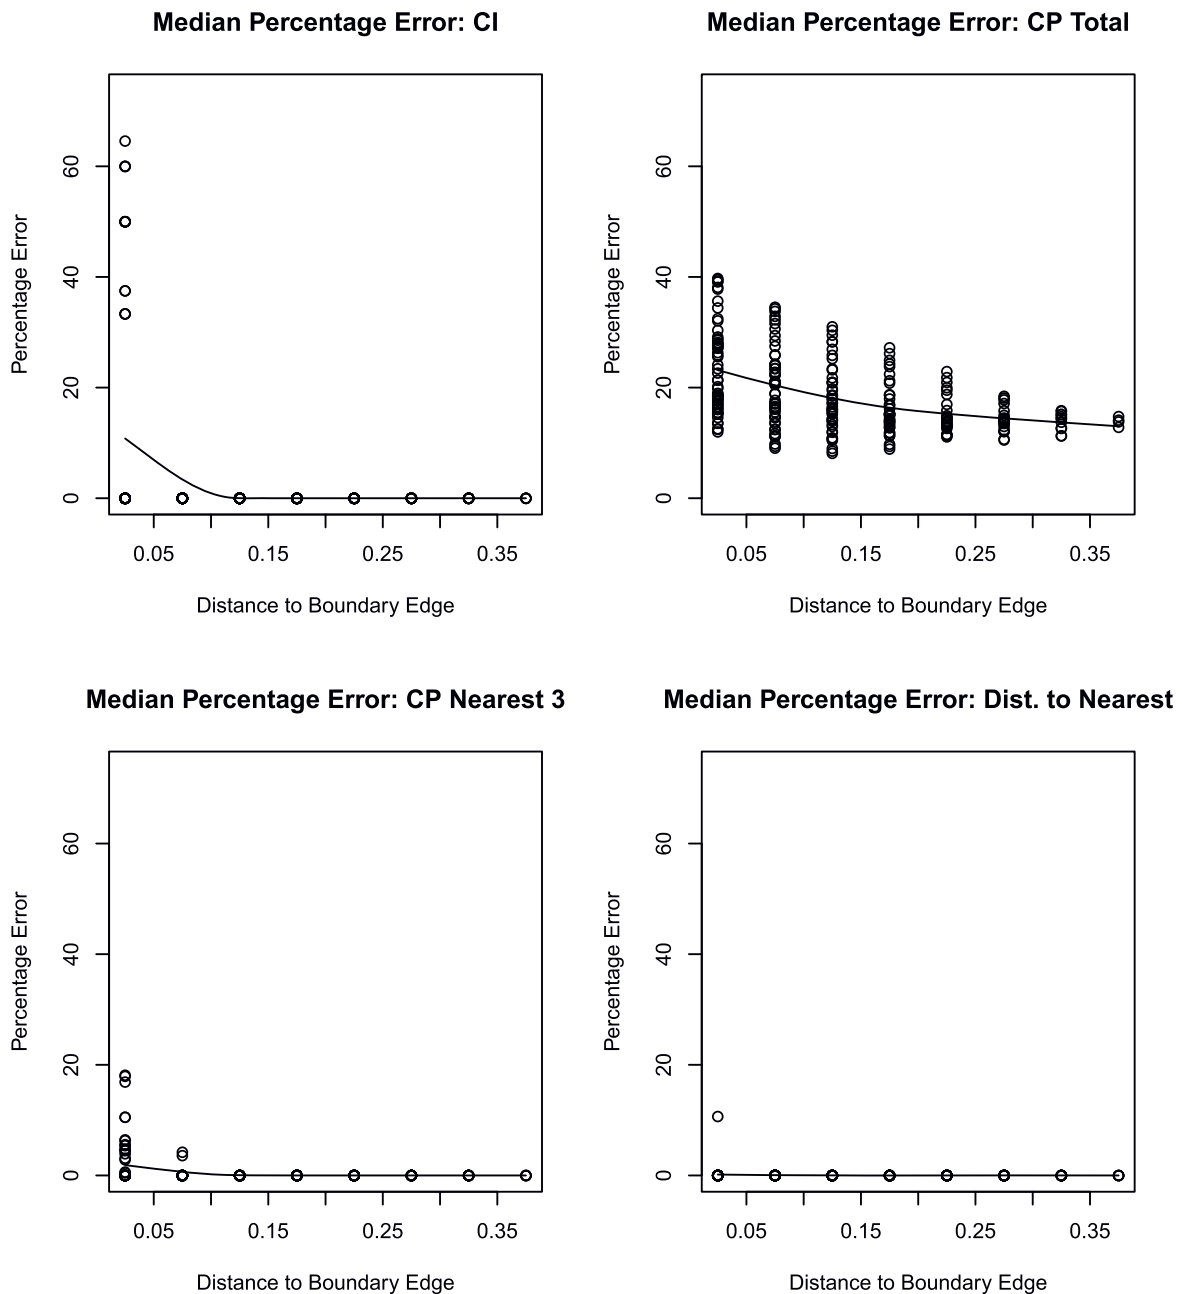 Median Percentage Error: CI
Percentage Error
0
20
40
60
0.05 0.15 0.25 0.35
Distance to Boundary Edge
Median Percentage Error: CP Total
Percentage Error
0
20
40
60
0.05 0.15 0.25 0.35
Distance to Boundary Edge
Median Percentage Error: CP Nearest 3
Percentage Error
0
20
40
60
0.05 0.15 0.25 0.35
Distance to Boundary Edge
Median Percentage Error: Dist. to Nearest
Percentage Error
0
20
40
60
0.05 0.15 0.25 0.35
Distance to Boundary Edge